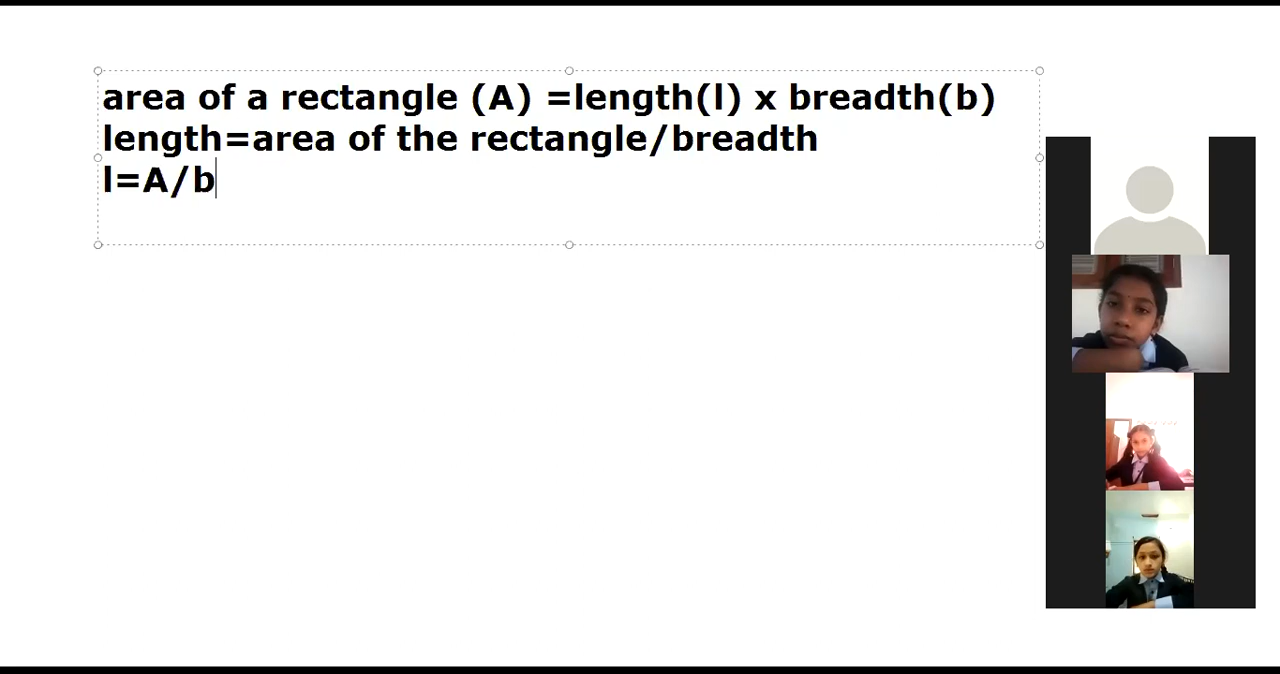 area of a rectangle (A) =length(l) x breadth(b)
length=area of the rectangle/breadth
l=A/b